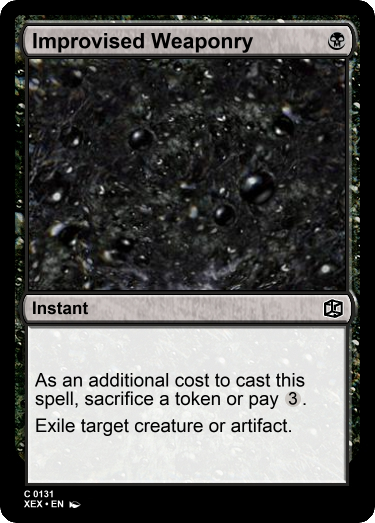 Improvised Weaponry
Instant
As an additional cost to cast this
spell, sacrifice a token or pay 3.
Exile target creature or artifact.
C 0131
XEX • EN